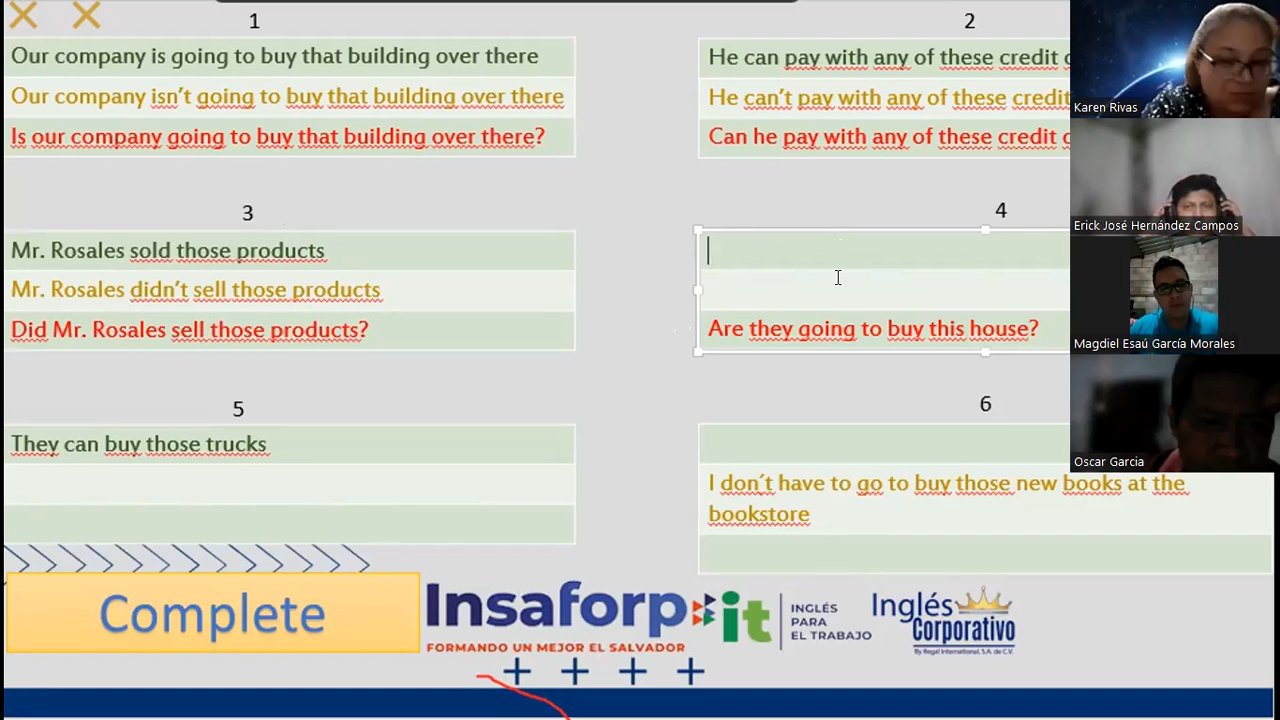 1
Our company is going to buy that building over there
Our company isn't going to buy that building over there
Is our company going to buy that building over there?
2
He can pay with any of these credit
He can't pay with any of these credit
Can he pay with any of these credit
3
Mr. Rosales sold those products
Mr. Rosales didn't sell those products
Did Mr. Rosales sell those products?
4
Are they going to buy this house?
5
They can buy those trucks
6
I don´t have to go to buy those new books at the
bookstore
Complete
Insaforp
FORMANDO UN MEJOR EL SALVADOR
it
INGLÉS
PARA
EL TRABAJO
Inglés
Corporativo
By Regal International, S.A. de C.V.
Karen Rivas
Erick José Hernández Campos
Magdiel Esaú García Morales
Oscar Garcia